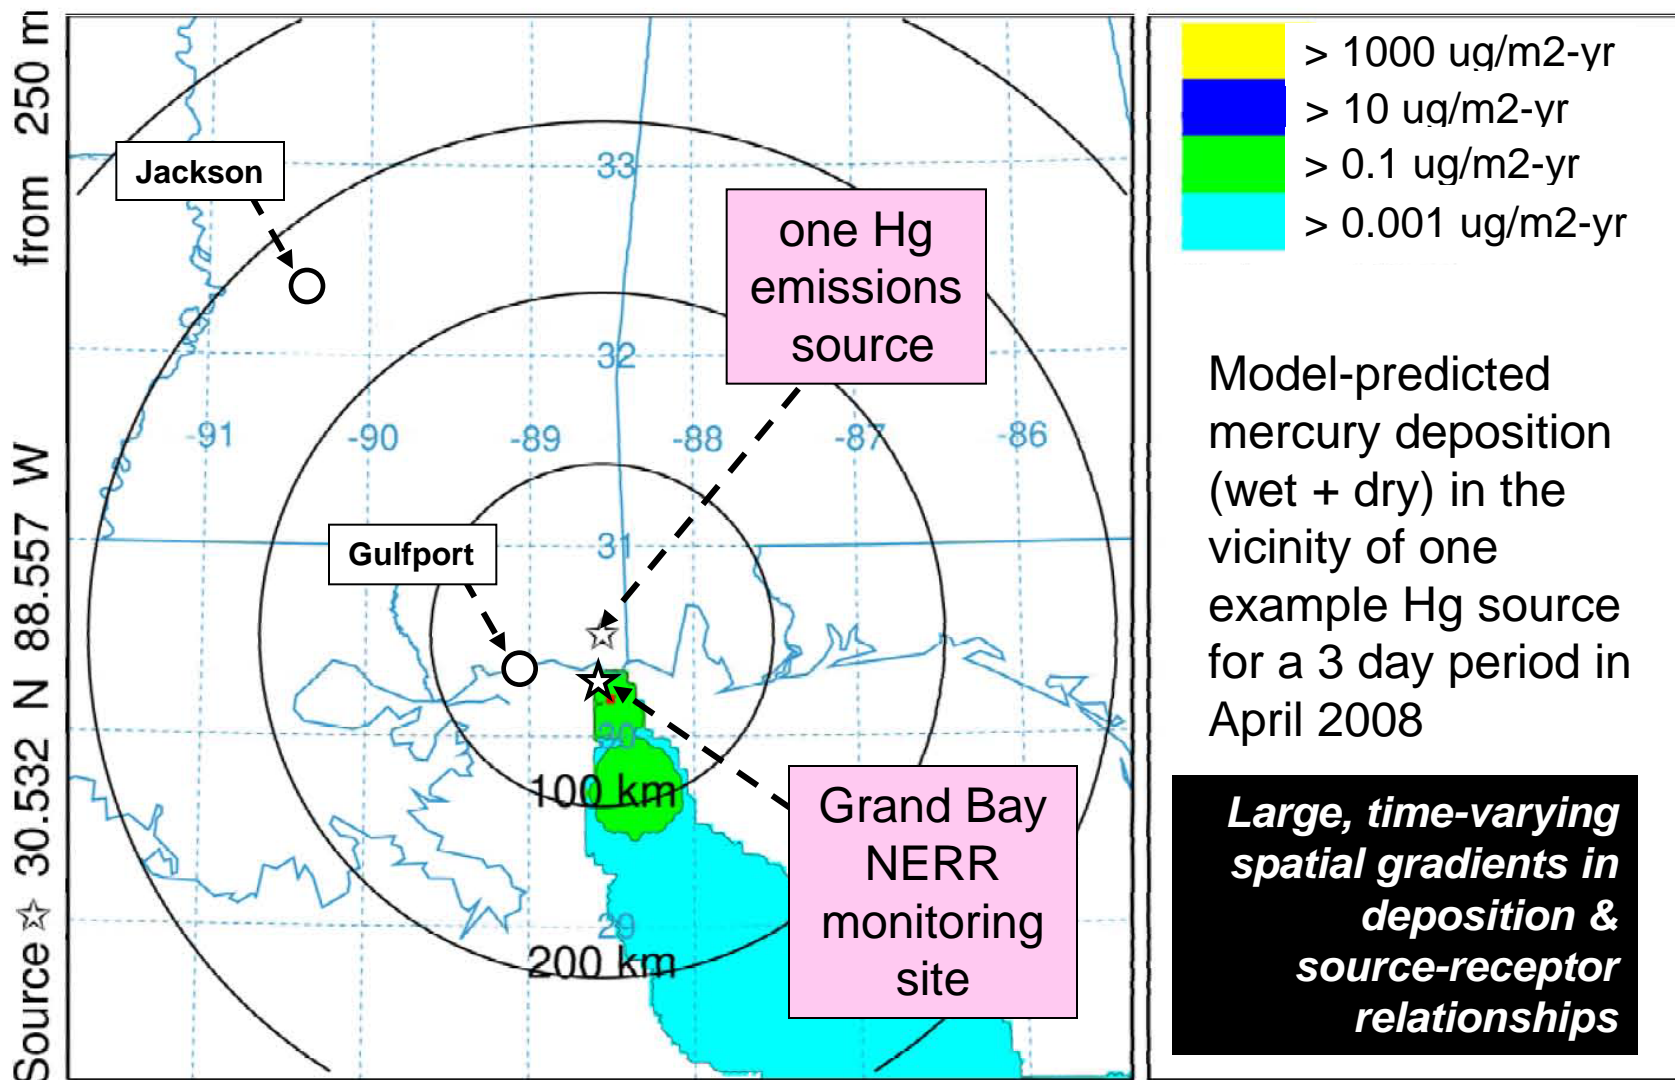 Source ☆ 30.532 N 88.557 W from 250 m
Jackson
33
one Hg
emissions
source
32
-91
-90
-89
-88
-87
-86
Gulfport
31
30
100 km
Grand Bay
NERR
monitoring
site
29
200 km
> 1000 ug/m2-yr
> 10 ug/m2-yr
> 0.1 ug/m2-yr
> 0.001 ug/m2-yr
Model-predicted
mercury deposition
(wet + dry) in the
vicinity of one
example Hg source
for a 3 day period in
April 2008
Large, time-varying
spatial gradients in
deposition &
source-receptor
relationships